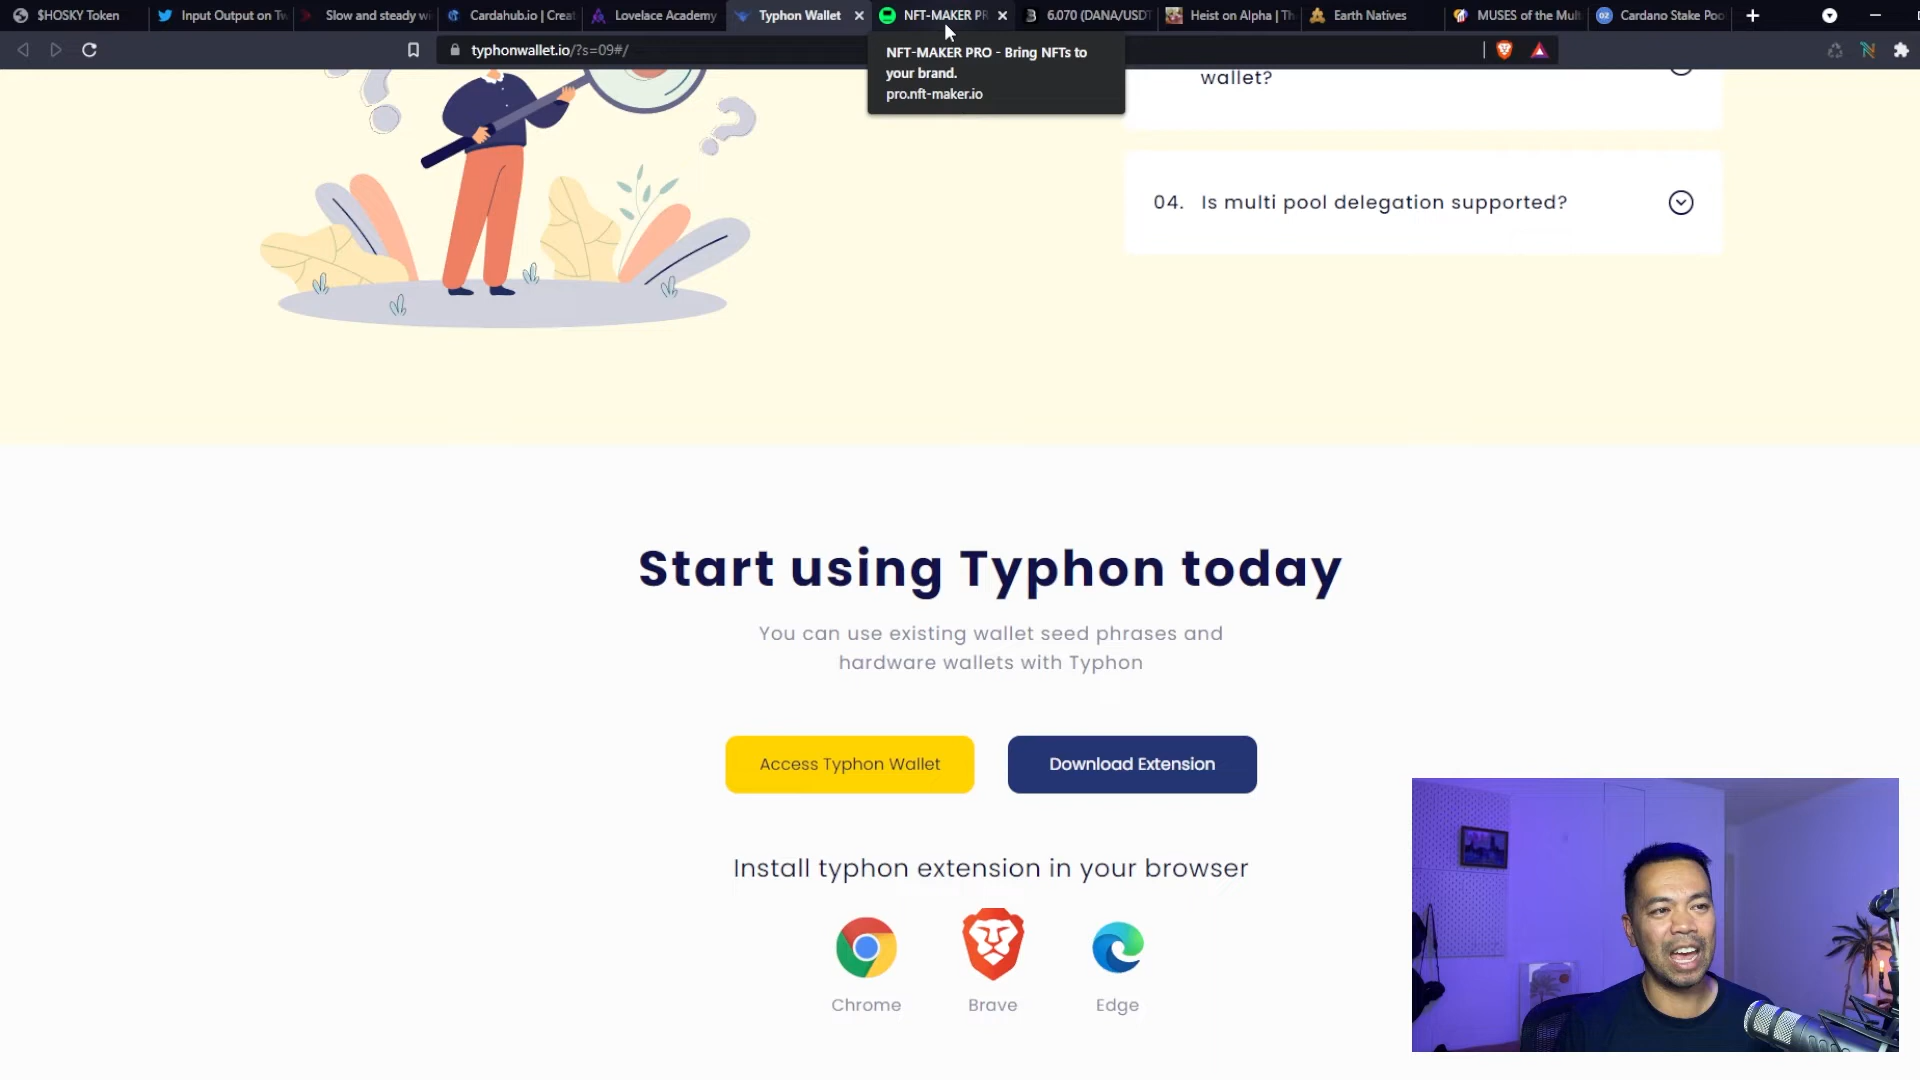 $HOSKY Token
Input Output on Tw
Slow and steady wi
Cardahub.io | Creat
Lovelace Academy
Typhon Wallet
NFT-MAKER PR
6.070 (DANA/USDT
Heist on Alpha | Th
Earth Natives
MUSES of the Mult
Cardano Stake Poo
typhonwallet.io/?s=09#/
NFT-MAKER PRO - Bring NFTs to
your brand.
pro.nft-maker.io
wallet?
04. Is multi pool delegation supported?
Start using Typhon today
You can use existing wallet seed phrases and
hardware wallets with Typhon
Access Typhon Wallet
Download Extension
Install typhon extension in your browser
Chrome
Brave
Edge